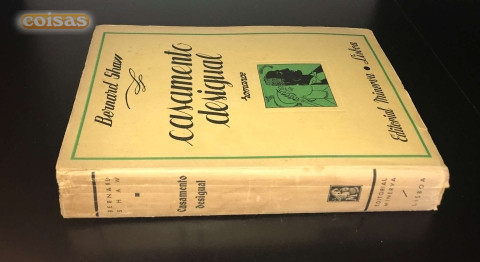 coisas
Bernard Shaw
casamento
desigual
romance
Editorial Minerva • Lisboa
BERNARD
SHAW
Casamento
desigual
EDITORIAL
MINERVA
LISBOA